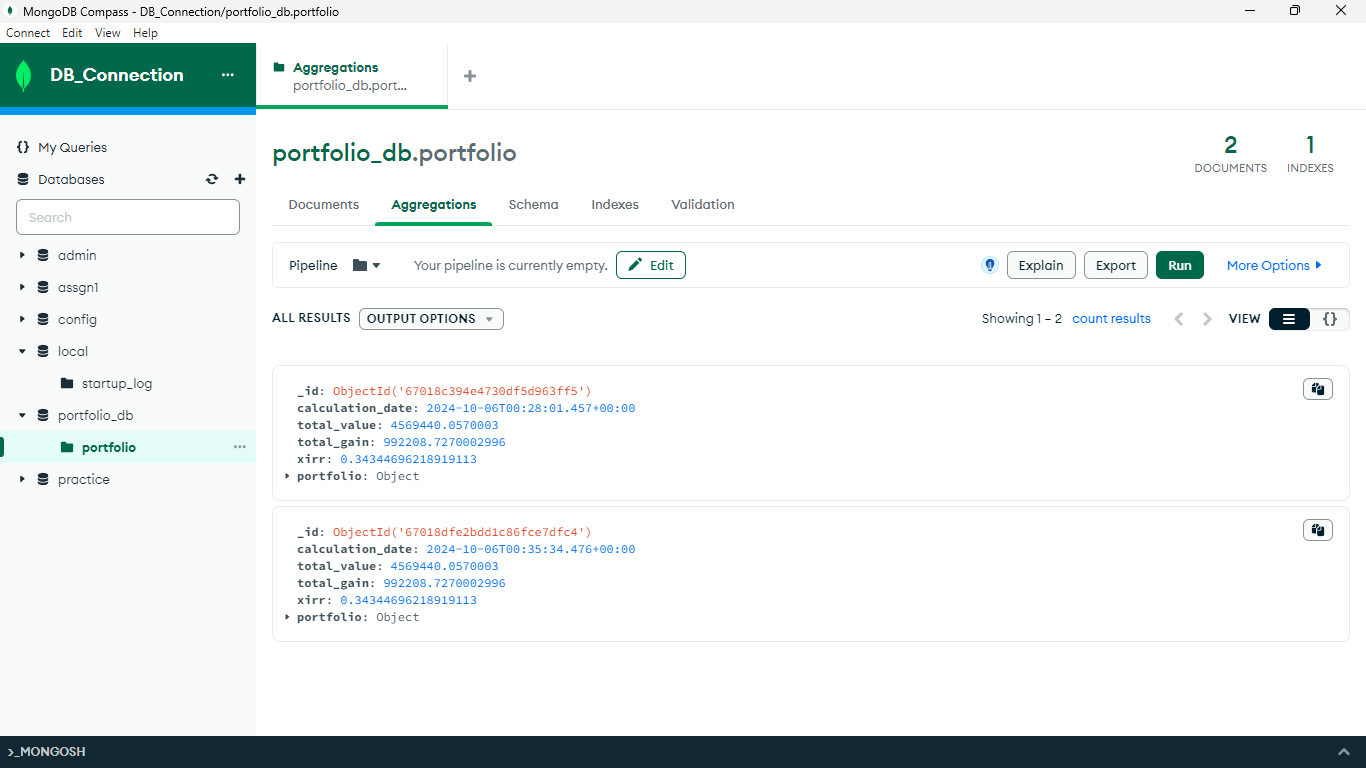 MongoDB Compass - DB_Connection/portfolio_db.portfolio
Connect Edit View Help
DB_Connection
Aggregations
portfolio_db.port...
My Queries
Databases
Search
admin
assgn1
config
local
startup_log
portfolio_db
portfolio
practice
portfolio_db.portfolio
2
DOCUMENTS
1
INDEXES
Documents Aggregations Schema Indexes Validation
Pipeline Your pipeline is currently empty. Edit Explain Export Run More Options
ALL RESULTS OUTPUT OPTIONS Showing 1 – 2 count results VIEW {}
_id: ObjectId('67018c394e4730df5d963ff5')
calculation_date: 2024-10-06T00:28:01.457+00:00
total_value: 4569440.0570003
total_gain: 992208.7270002996
xirr: 0.34344696218919113
portfolio: Object
_id: ObjectId('67018dfe2bdd1c86fce7dfc4')
calculation_date: 2024-10-06T00:35:34.476+00:00
total_value: 4569440.0570003
total_gain: 992208.7270002996
xirr: 0.34344696218919113
portfolio: Object
>_MONGOSH